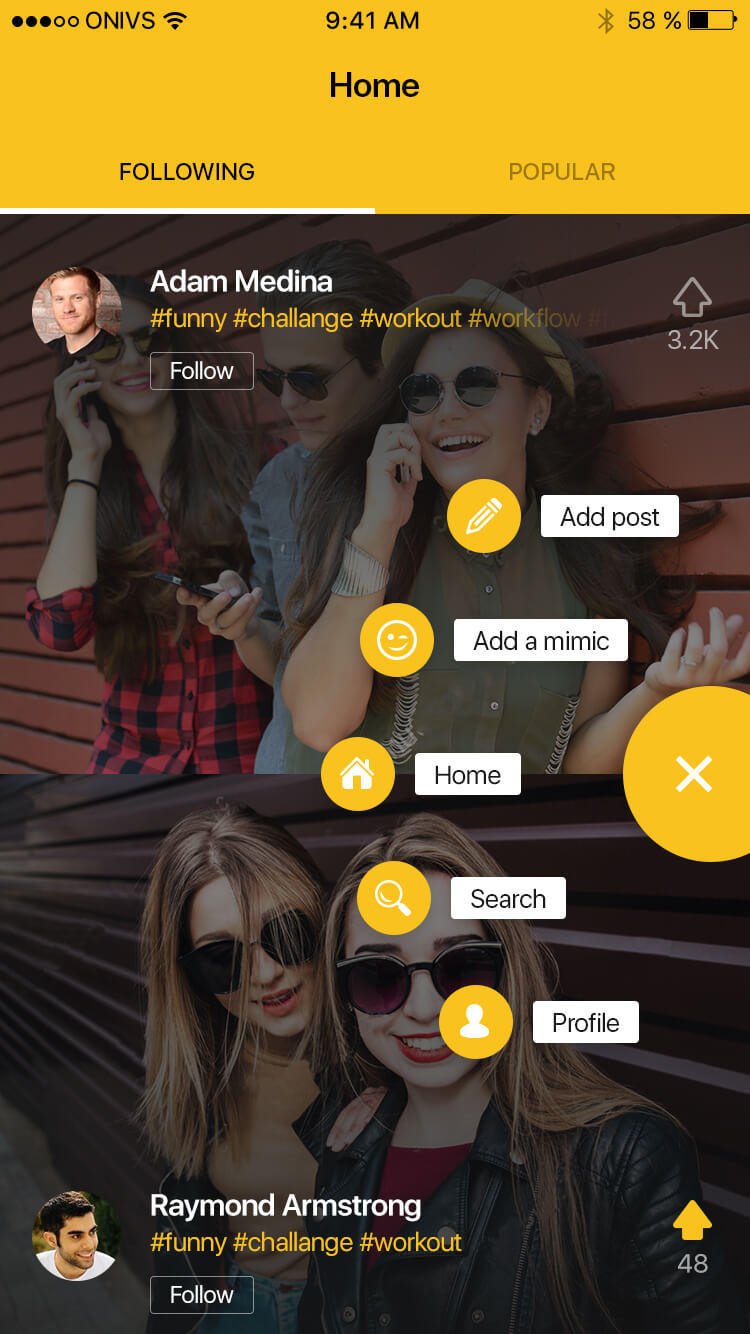 ONIVS 9:41 AM 58 %
Home
FOLLOWING POPULAR
Adam Medina
#funny #challange #workout #workflow
3.2K
Follow
Add post
Add a mimic
Home
Search
Profile
Raymond Armstrong
#funny #challange #workout
48
Follow